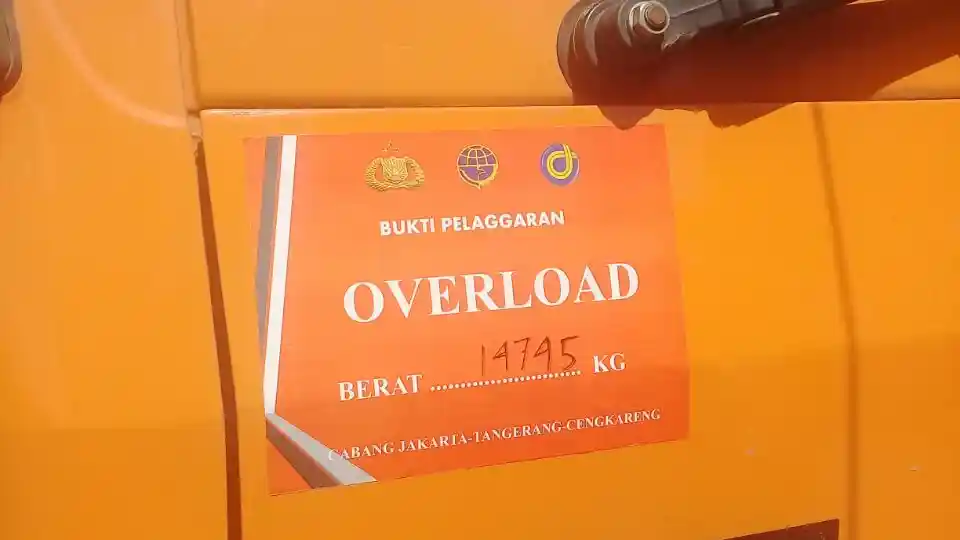 BUKTI PELAGGARAN
OVERLOAD
BERAT 14745 KG
CABANG JAKARTA-TANGERANG-CENGKARENG